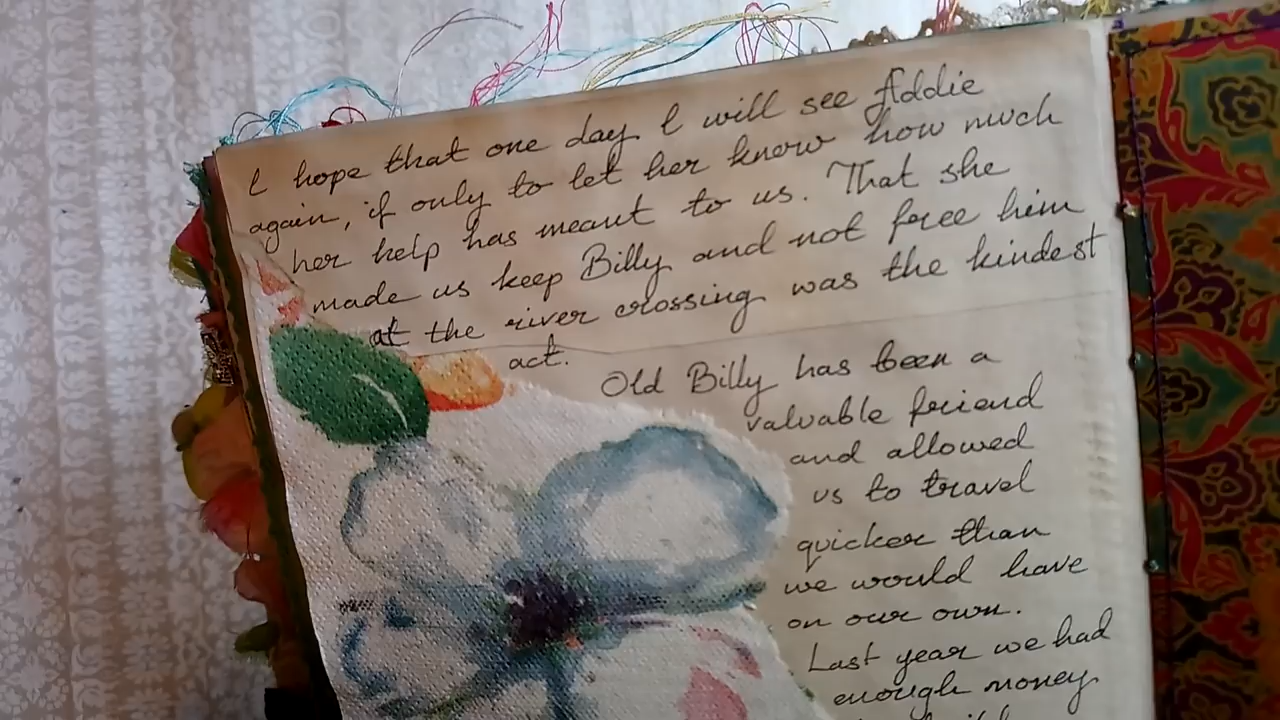 I hope that one day I will see Addie
again, if only to let her know how much
her help has meant to us. That she
made us keep Billy and not free him
at the river crossing was the kindest
act.
Old Billy has been a
valuable friend
and allowed
us to travel
quicker than
we would have
on our own.
Last year we had
enough money